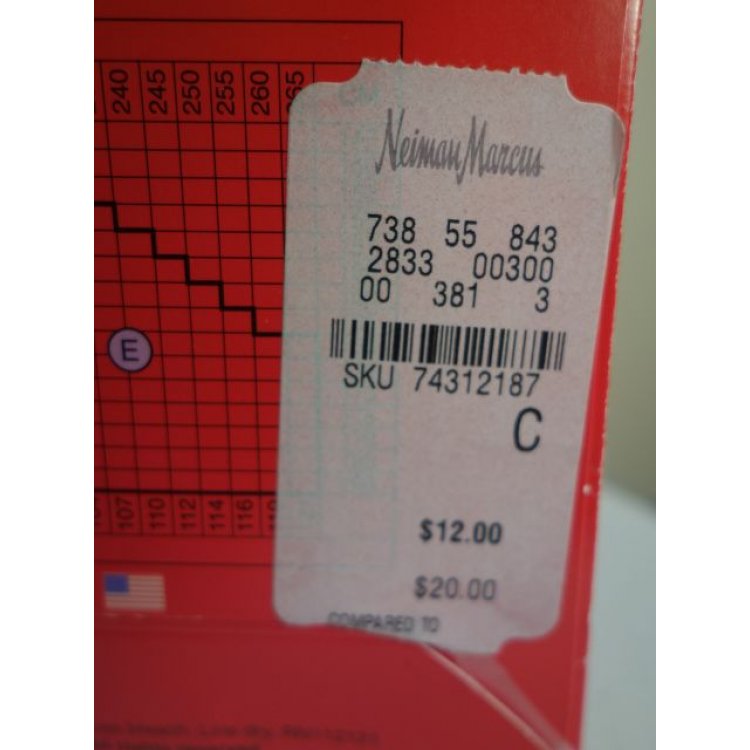 240 245 250 255 260 265
Neiman Marcus
738 55 843
2833 00300
00 381 3
SKU 74312187
C
E
107 110 112 114 116
$12.00
$20.00
COMPARED TO